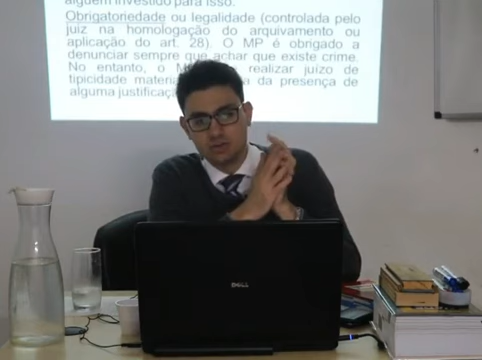 alguém investido para isso.
Obrigatoriedade ou legalidade (controlada pelo
juiz na homologação do arquivamento ou
aplicação do art. 28). O MP é obrigado a
denunciar sempre que achar que existe crime.
No entanto, o realizar juízo de
tipicidade da presença de
alguma justificaç
DELL